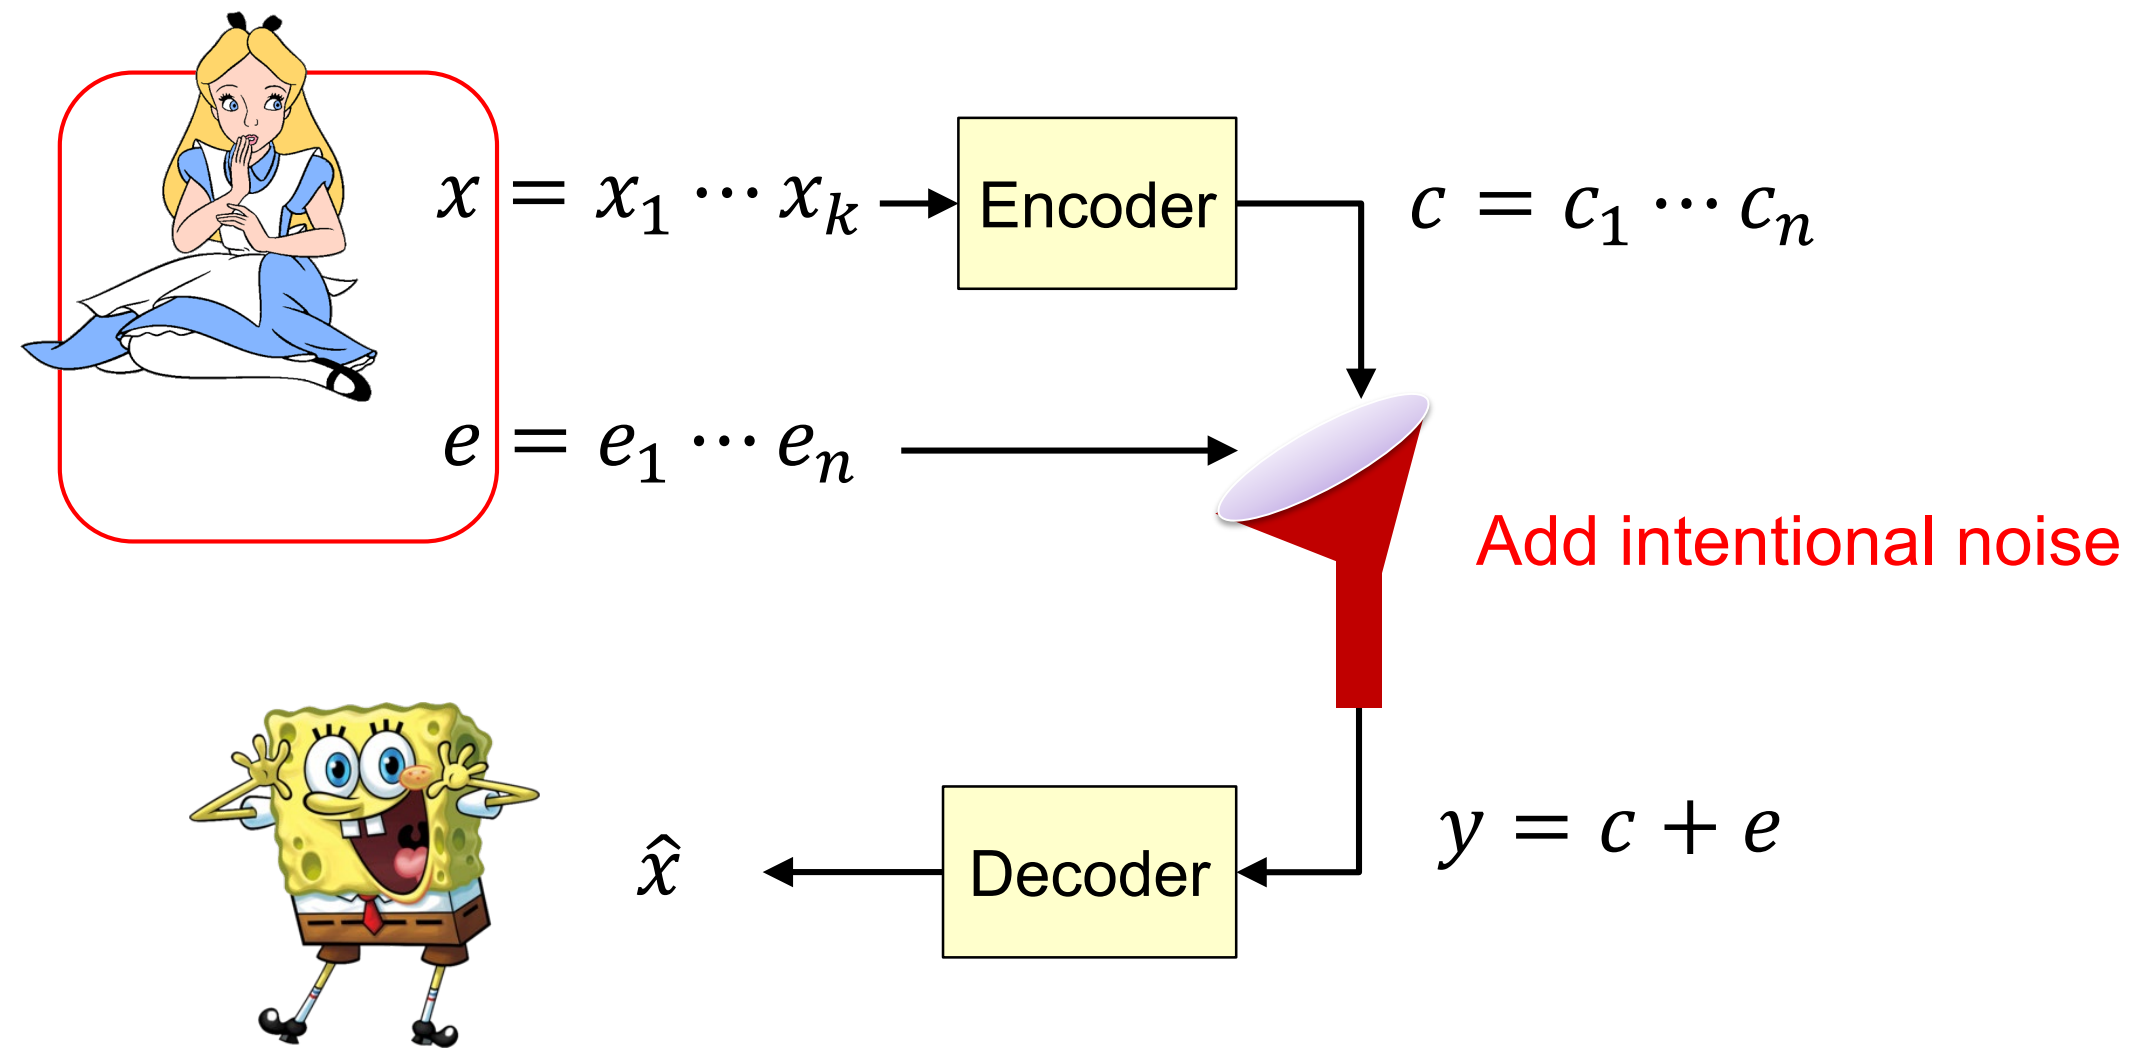 x = x₁ ⋯ xₖ
Encoder
c = c₁ ⋯ cₙ
e = e₁ ⋯ eₙ
Add intentional noise
y = c + e
Decoder
x̂